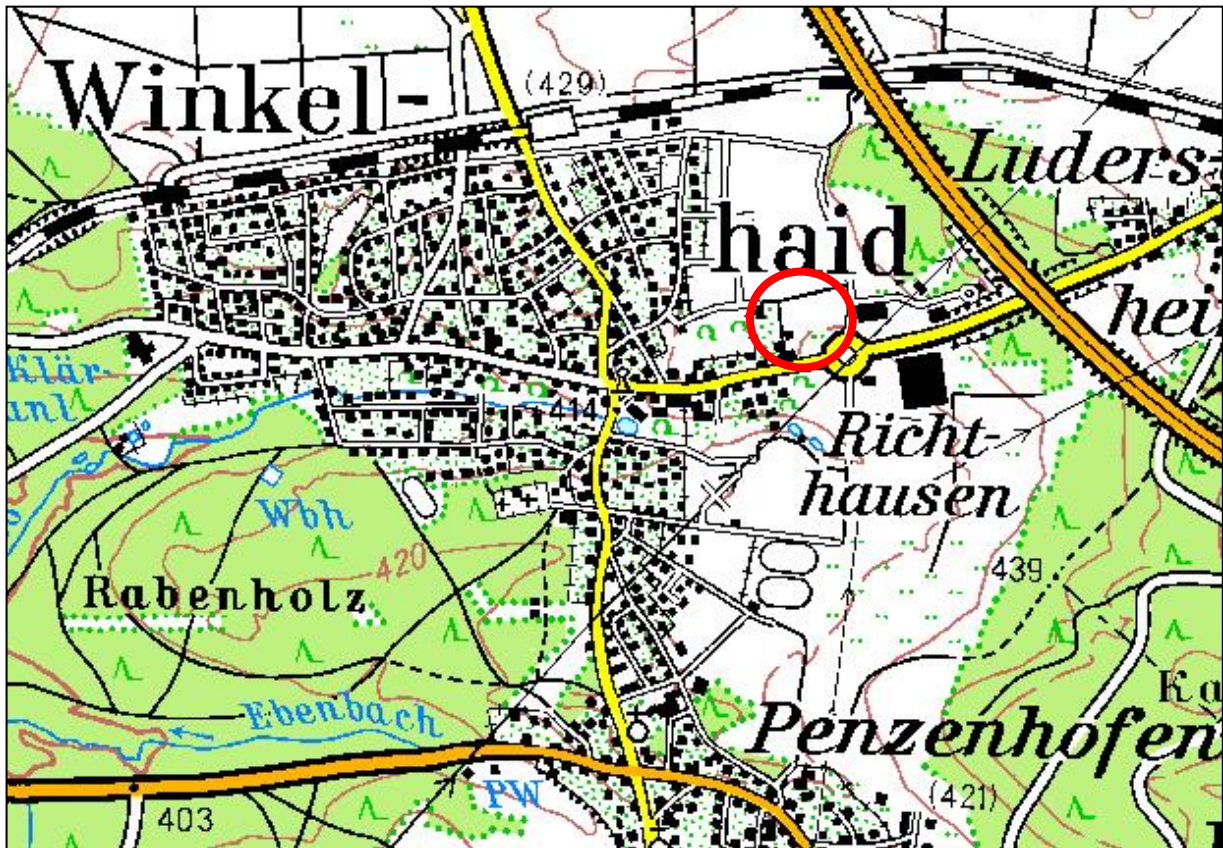 (429)
Winkel-
Luders-
haid
hei
Klär-
anl
414
Richt-
hausen
Wbh
420
439
Rabenholz
Ka
Ebenbach
Penzenhofen
PW
(421)
403